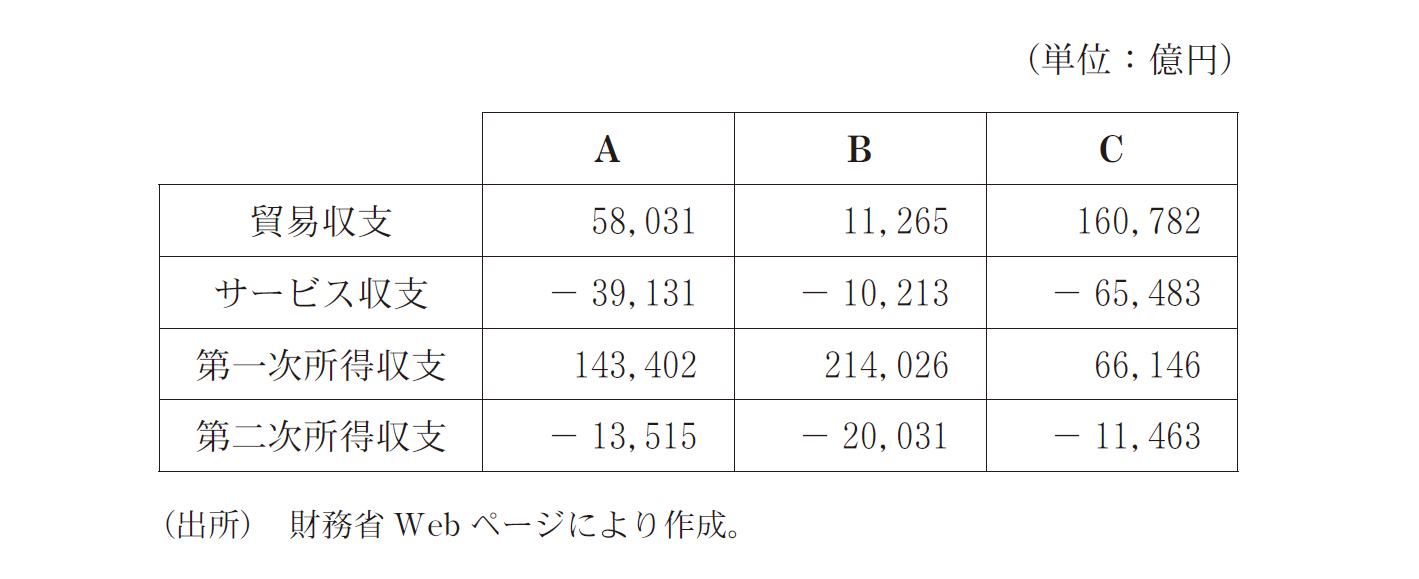 (単位：億円)
A B C
貿易収支 58,031 11,265 160,782
サービス収支 － 39,131 － 10,213 － 65,483
第一次所得収支 143,402 214,026 66,146
第二次所得収支 － 13,515 － 20,031 － 11,463
(出所) 財務省 Web ページにより作成。